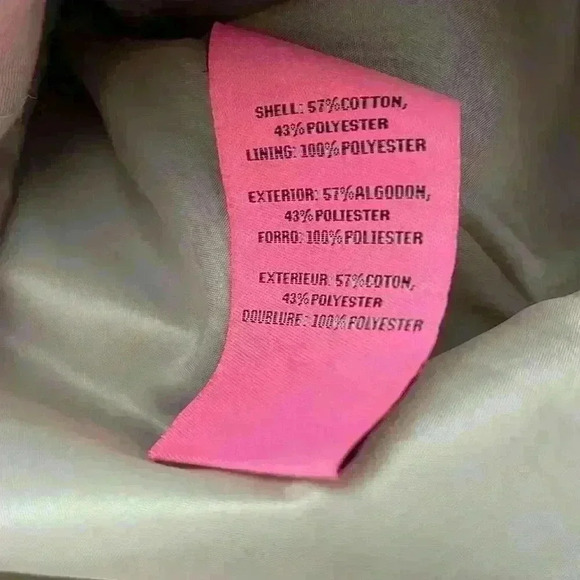 SHELL: 57%COTTON,
43%POLYESTER
LINING: 100%POLYESTER
EXTERIOR: 57%ALGODON,
43%POLIESTER
FORRO: 100%POLIESTER
EXTERIEUR: 57%COTON,
43%POLYESTER
DOUBLURE: 100%POLYESTER